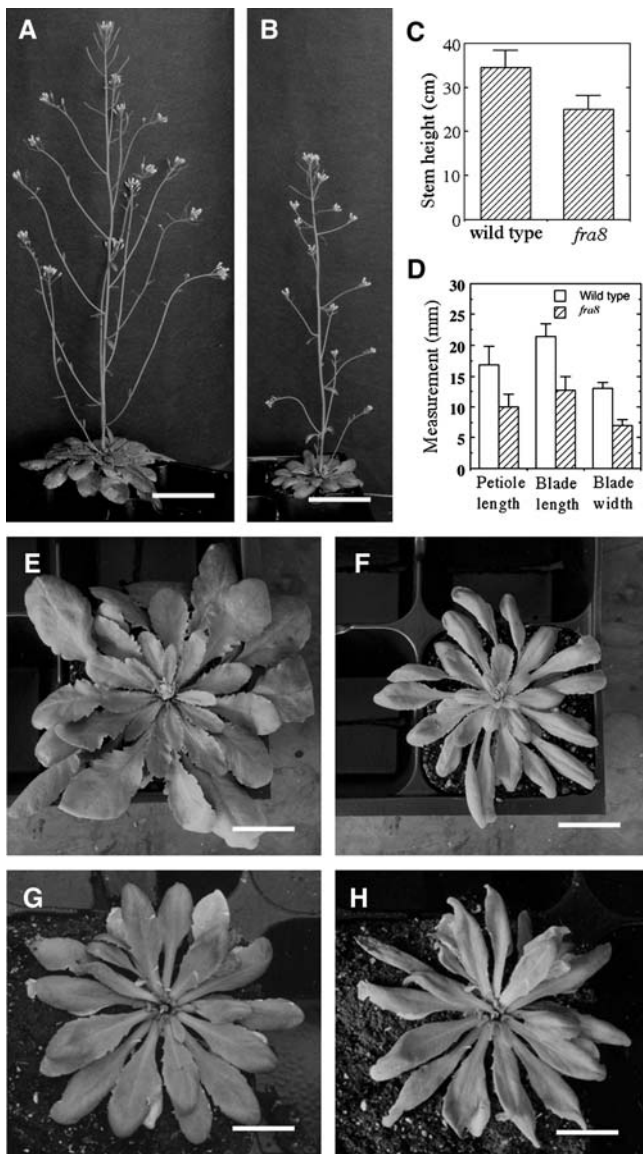 A
B
C
40
30
20
10
0
Stem height (cm)
wild type
fra8
D
30
25
20
15
10
5
0
Measurement (mm)
Wild type
fra8
Petiole Blade Blade
length length width
E
F
G
H